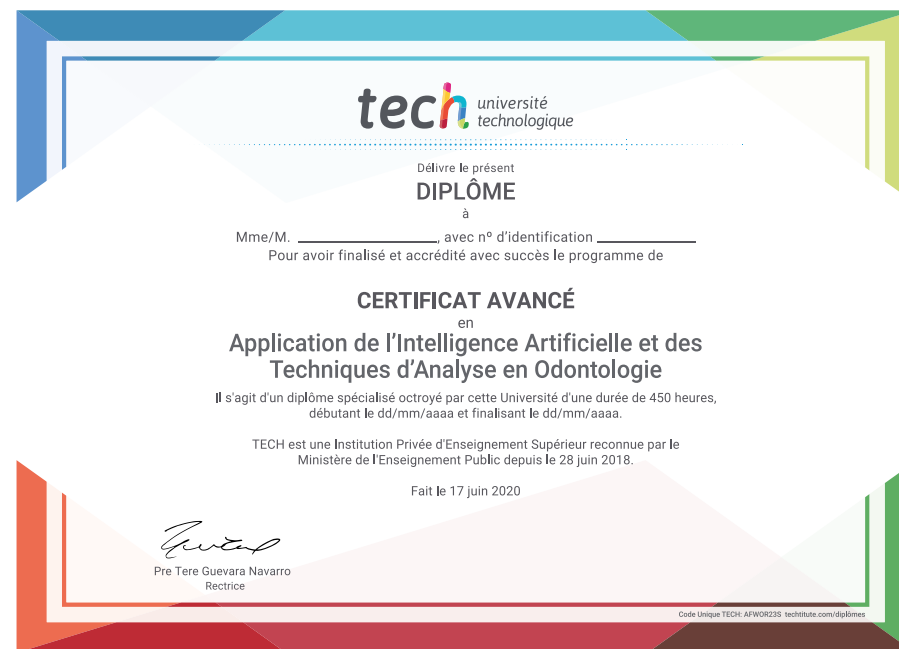 tech université
technologique
Délivre le présent
DIPLÔME
à
Mme/M. ____________________, avec nº d'identification ______________
Pour avoir finalisé et accrédité avec succès le programme de
CERTIFICAT AVANCÉ
en
Application de l'Intelligence Artificielle et des
Techniques d'Analyse en Odontologie
Il s'agit d'un diplôme spécialisé octroyé par cette Université d'une durée de 450 heures,
débutant le dd/mm/aaaa et finalisant le dd/mm/aaaa.
TECH est une Institution Privée d'Enseignement Supérieur reconnue par le
Ministère de l'Enseignement Public depuis le 28 juin 2018.
Fait le 17 juin 2020
Pre Tere Guevara Navarro
Rectrice
Code Unique TECH: AFWOR23S techtitute.com/diplômes